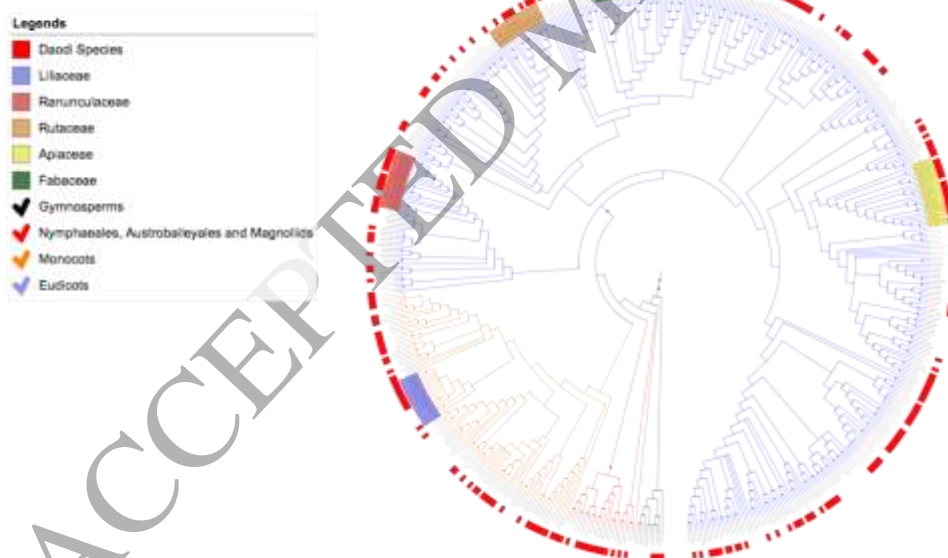 Legends
Daodi Species
Liliaceae
Ranunculaceae
Rutaceae
Apiaceae
Fabaceae
Gymnosperms
Nymphaeales, Austrobaileyales and Magnoliids
Monocots
Eudicots
ACCEPTED M